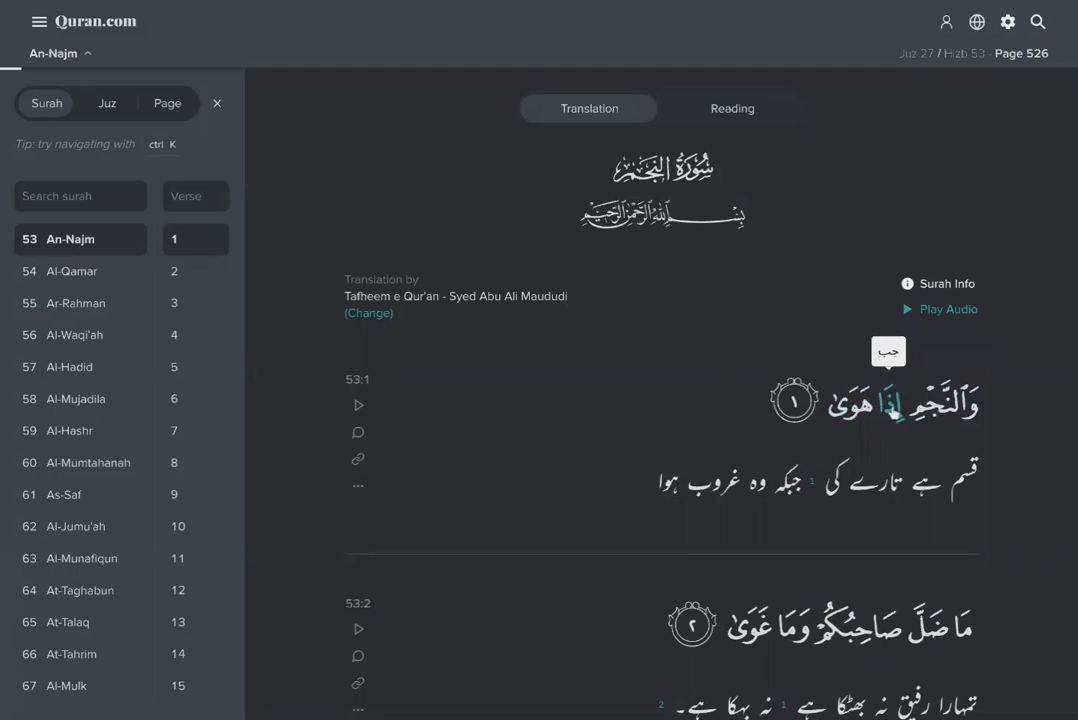 Quran.com
An-Najm
Juz 27 / Hizb 53 - Page 526
Surah
Juz
Page
Tip: try navigating with ctrl K
Search surah
Verse
53 An-Najm
1
54 Al-Qamar
2
55 Ar-Rahman
3
56 Al-Waqi'ah
4
57 Al-Hadid
5
58 Al-Mujadila
6
59 Al-Hashr
7
60 Al-Mumtahanah
8
61 As-Saf
9
62 Al-Jumu'ah
10
63 Al-Munafiqun
11
64 At-Taghabun
12
65 At-Talaq
13
66 At-Tahrim
14
67 Al-Mulk
15
Translation
Reading
سُورَةُ النَّجْمِ
بِسْمِ اللَّهِ الرَّحْمَٰنِ الرَّحِيمِ
Translation by
Tafheem e Qur'an - Syed Abu Ali Maududi
(Change)
Surah Info
Play Audio
جب
53:1
وَٱلنَّجْمِ إِذَا هَوَىٰ ١
قسم ہے تارے کی 1 جبکہ وہ غروب ہوا
53:2
مَا ضَلَّ صَاحِبُكُمْ وَمَا غَوَىٰ ٢
تمہارا رفیق نہ بھٹکا ہے 1 نہ بہکا ہے۔ 2